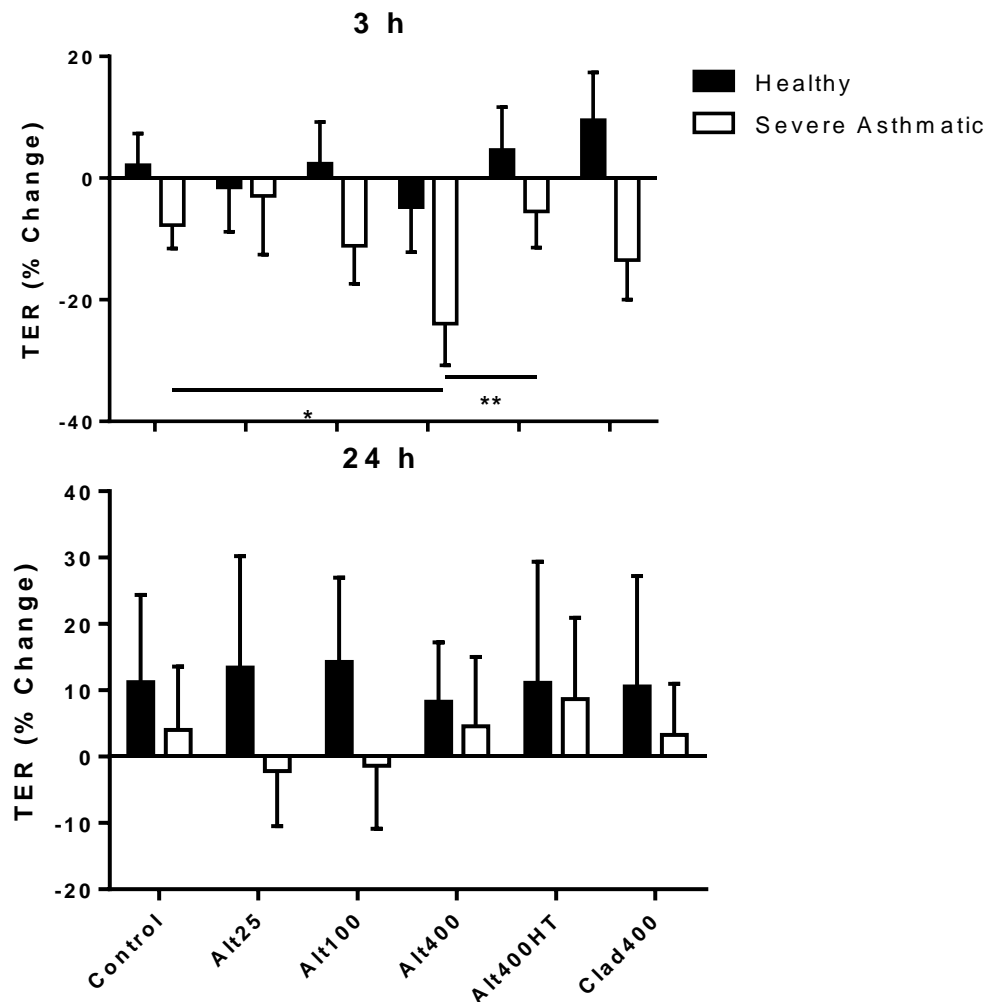 3 h
Healthy
Severe Asthmatic
TER (% Change)
20
0
-20
-40
*
**
24 h
TER (% Change)
40
30
20
10
0
-10
-20
Control
Alt25
Alt100
Alt400
Alt400HT
Clad400